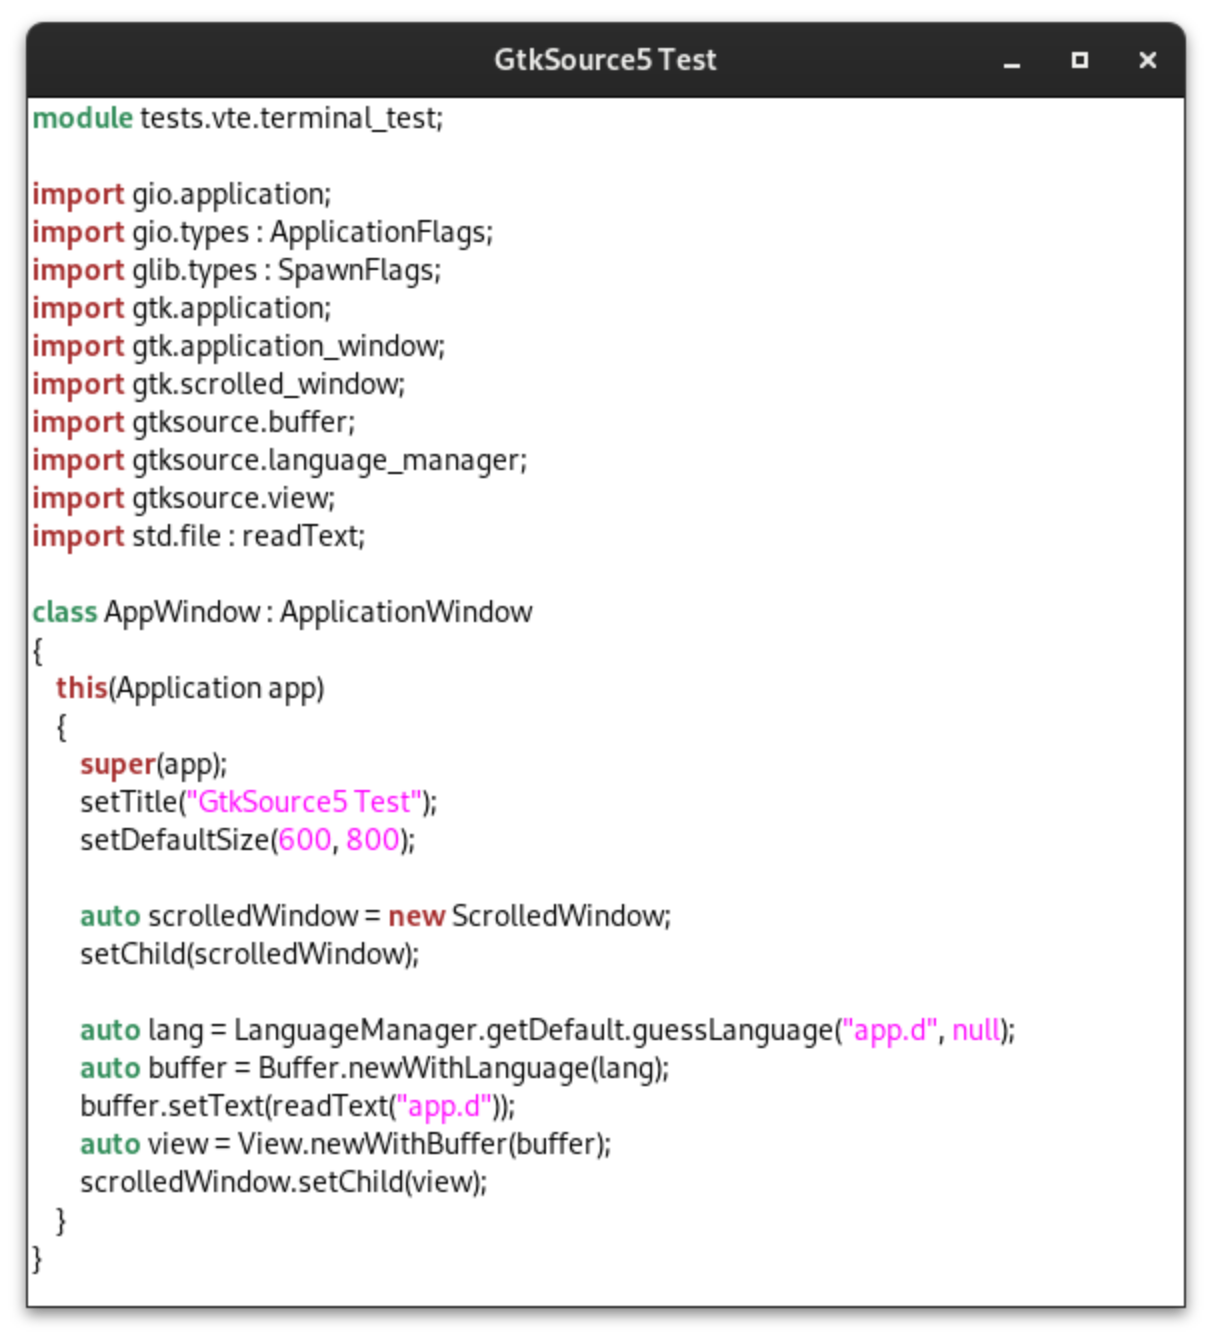 GtkSource5 Test
module tests.vte.terminal_test;
import gio.application;
import gio.types : ApplicationFlags;
import glib.types : SpawnFlags;
import gtk.application;
import gtk.application_window;
import gtk.scrolled_window;
import gtksource.buffer;
import gtksource.language_manager;
import gtksource.view;
import std.file : readText;
class AppWindow : ApplicationWindow
{
this(Application app)
{
super(app);
setTitle("GtkSource5 Test");
setDefaultSize(600, 800);
auto scrolledWindow = new ScrolledWindow;
setChild(scrolledWindow);
auto lang = LanguageManager.getDefault.guessLanguage("app.d", null);
auto buffer = Buffer.newWithLanguage(lang);
buffer.setText(readText("app.d"));
auto view = View.newWithBuffer(buffer);
scrolledWindow.setChild(view);
}
}